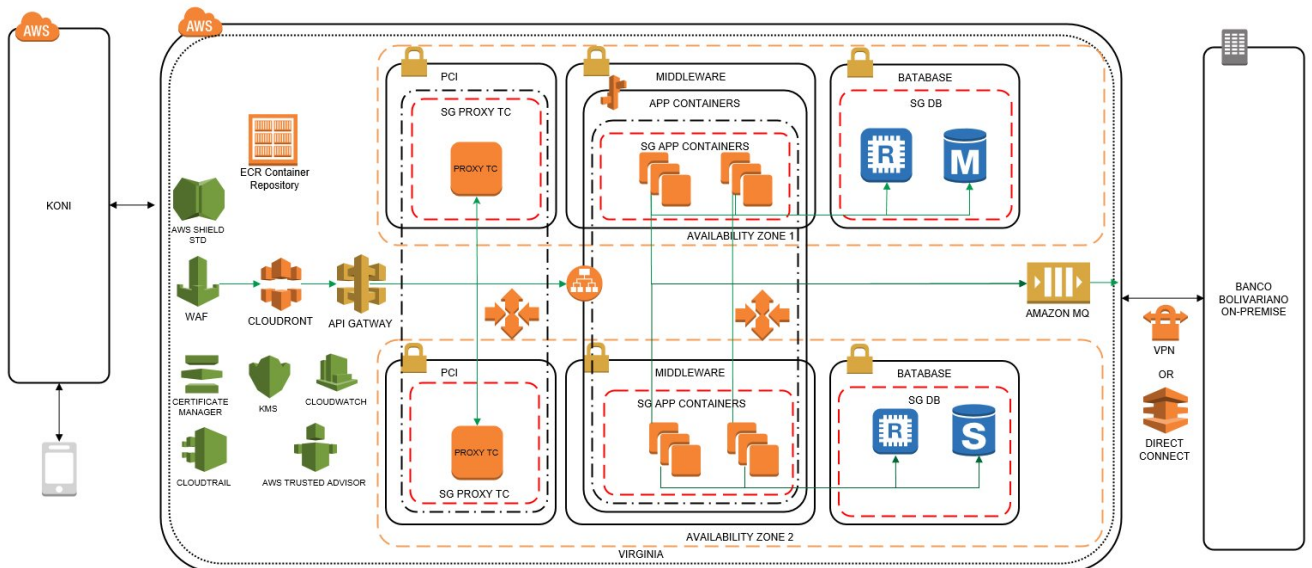 AWS
AWS
KONI
ECR Container
Repository
AWS SHIELD
STD
WAF
CLOUDRONT
API GATWAY
CERTIFICATE
MANAGER
KMS
CLOUDWATCH
CLOUDTRAIL
AWS TRUSTED ADVISOR
PCI
SG PROXY TC
PROXY TC
MIDDLEWARE
APP CONTAINERS
SG APP CONTAINERS
BATABASE
SG DB
R
M
AVAILABILITY ZONE 1
AMAZON MQ
PCI
PROXY TC
SG PROXY TC
MIDDLEWARE
SG APP CONTAINERS
BATABASE
SG DB
R
S
AVAILABILITY ZONE 2
VIRGINIA
VPN
OR
DIRECT
CONNECT
BANCO
BOLIVARIANO
ON-PREMISE